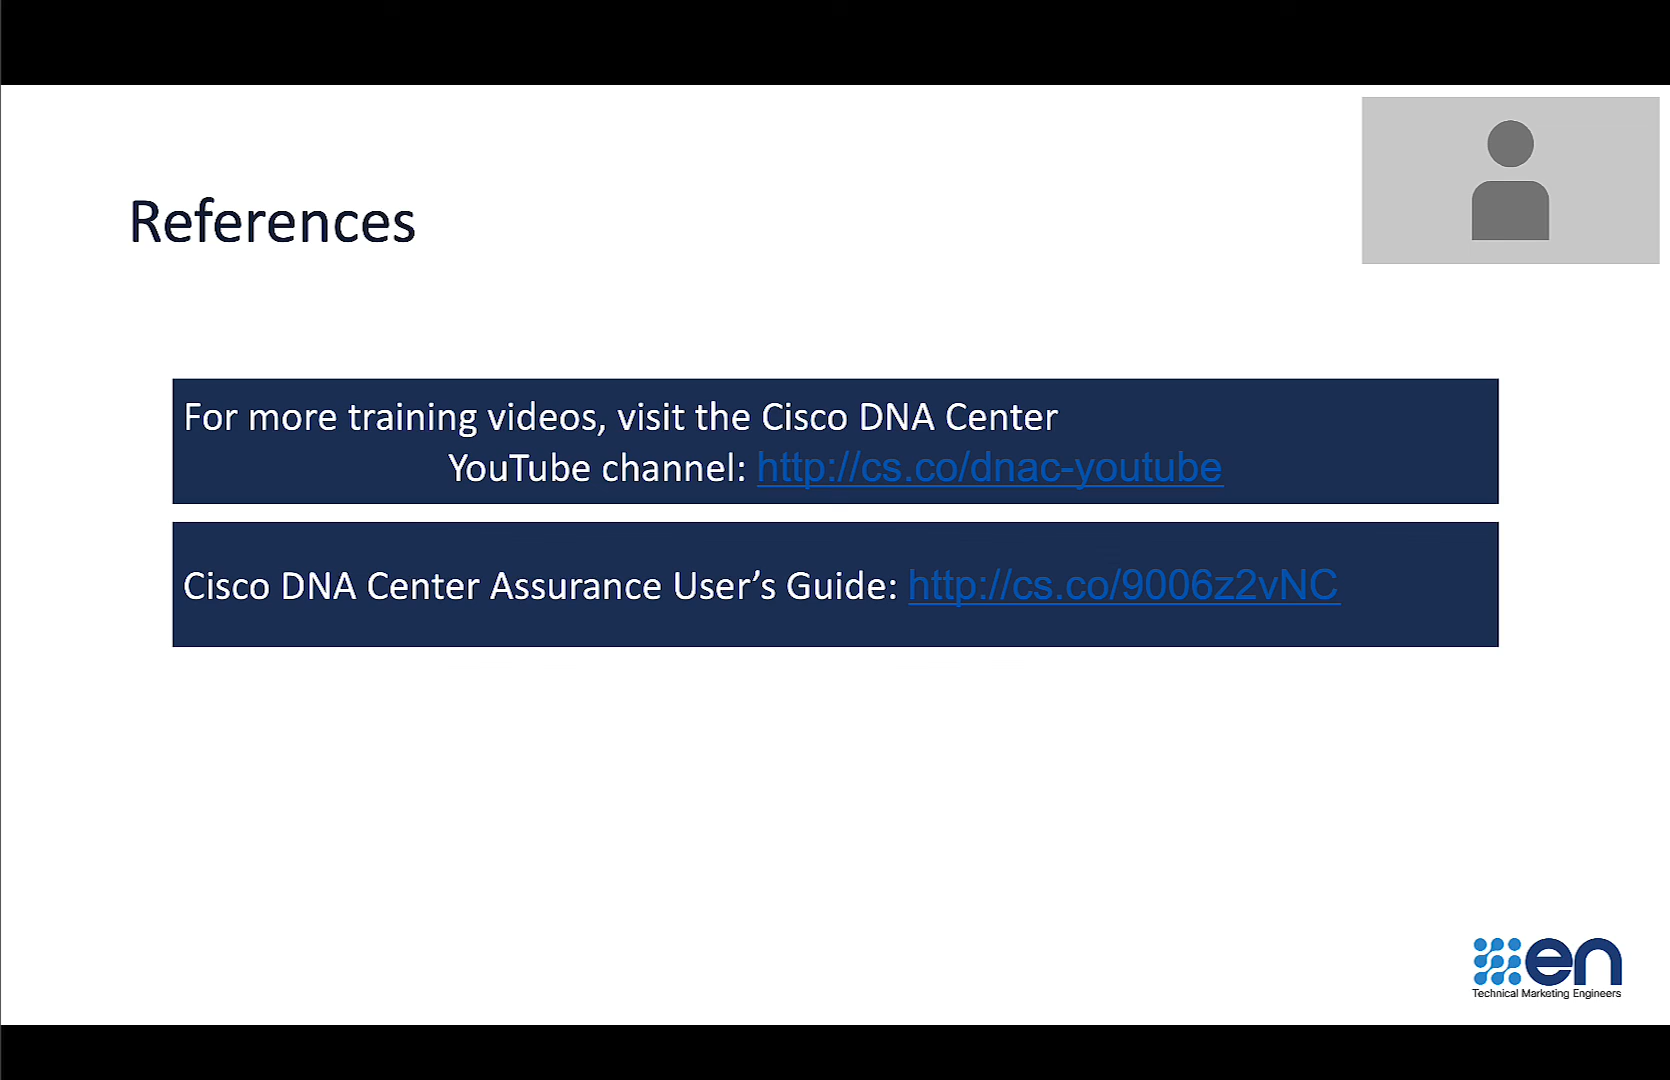 References
For more training videos, visit the Cisco DNA Center
YouTube channel: http://cs.co/dnac-youtube
Cisco DNA Center Assurance User’s Guide: http://cs.co/9006z2vNC
en
Technical Marketing Engineers